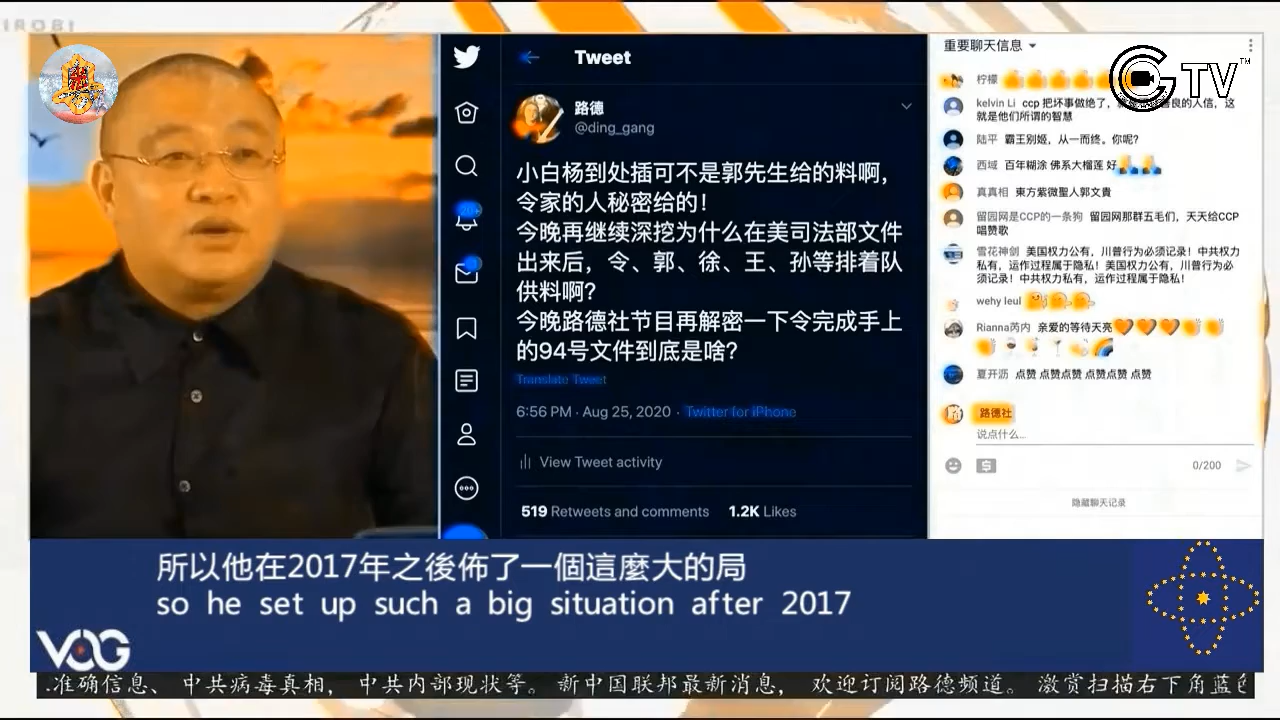 IROBI
GTV™
Tweet
路德
@ding_gang
小白杨到处插可不是郭先生给的料啊，
令家的人秘密给的！
今晚再继续深挖为什么在美司法部文件
出来后，令、郭、徐、王、孙等排着队
供料啊？
今晚路德社节目再解密一下令完成手上
的94号文件到底是啥？
Translate Tweet
6:56 PM · Aug 25, 2020 · Twitter for iPhone
View Tweet activity
519 Retweets and comments 1.2K Likes
重要聊天信息
柠檬
kelvin Li ccp 把坏事做绝了，
良的人信，这
就是他们所谓的智慧
陆平 霸王别姬，从一而终。你呢？
西域 百年糊涂 佛系大榴莲 好
真真相 東方紫微聖人郭文貴
留园网是CCP的一条狗 留园网那群五毛们，天天给CCP
唱赞歌
雪花神剑 美国权力公有，川普行为必须记录！中共权力
私有，运作过程属于隐私！美国权力公有，川普行为必
须记录！中共权力私有，运作过程属于隐私！
wehy leul
Rianna芮内 亲爱的等待天亮
夏开沥 点赞 点赞点赞 点赞点赞 点赞
路德社
说点什么...
0/200
隐藏聊天记录
所以他在2017年之後佈了一個這麼大的局
so he set up such a big situation after 2017
VOG
.准确信息、中共病毒真相，中共内部现状等。新中国联邦最新消息，欢迎订阅路德频道。激赏扫描右下角蓝色